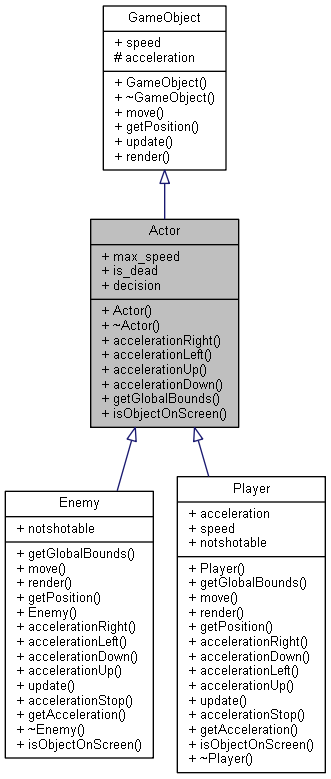 GameObject
+ speed
# acceleration
+ GameObject()
+ ~GameObject()
+ move()
+ getPosition()
+ update()
+ render()
Actor
+ max_speed
+ is_dead
+ decision
+ Actor()
+ ~Actor()
+ accelerationRight()
+ accelerationLeft()
+ accelerationUp()
+ accelerationDown()
+ getGlobalBounds()
+ isObjectOnScreen()
Enemy
+ notshotable
+ getGlobalBounds()
+ move()
+ render()
+ getPosition()
+ Enemy()
+ accelerationRight()
+ accelerationLeft()
+ accelerationDown()
+ accelerationUp()
+ update()
+ accelerationStop()
+ getAcceleration()
+ ~Enemy()
+ isObjectOnScreen()
Player
+ acceleration
+ speed
+ notshotable
+ Player()
+ getGlobalBounds()
+ move()
+ render()
+ getPosition()
+ accelerationRight()
+ accelerationDown()
+ accelerationLeft()
+ accelerationUp()
+ update()
+ accelerationStop()
+ getAcceleration()
+ isObjectOnScreen()
+ ~Player()